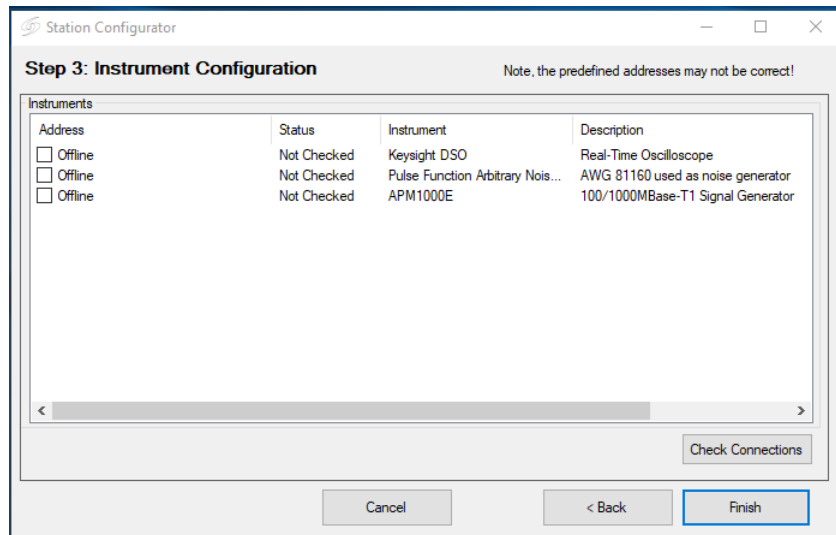 Station Configurator
Step 3: Instrument Configuration Note, the predefined addresses may not be correct!
Instruments
Address Status Instrument Description
Offline Not Checked Keysight DSO Real-Time Oscilloscope
Offline Not Checked Pulse Function Arbitrary Nois... AWG 81160 used as noise generator
Offline Not Checked APM1000E 100/1000MBase-T1 Signal Generator
Check Connections
Cancel < Back Finish